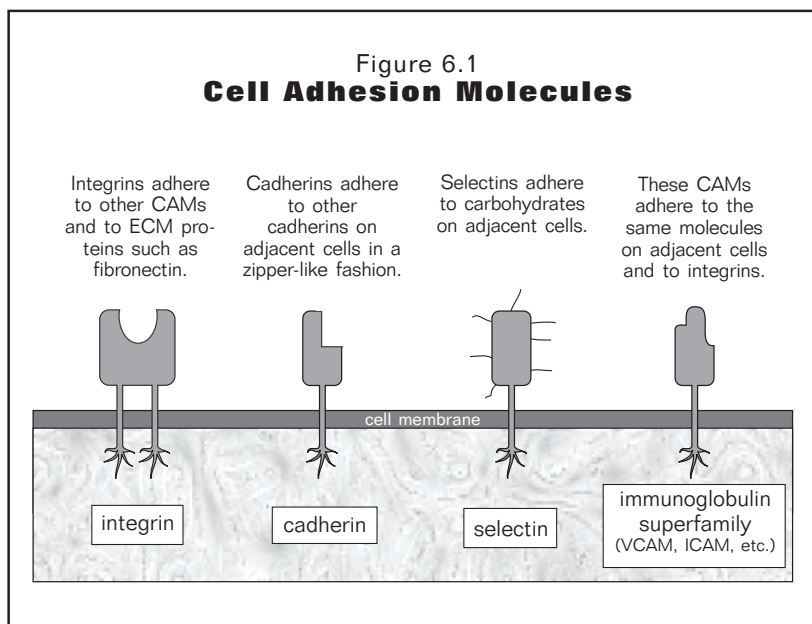 Figure 6.1
Cell Adhesion Molecules
Integrins adhere
to other CAMs
and to ECM pro-
teins such as
fibronectin.
Cadherins adhere
to other
cadherins on
adjacent cells in a
zipper-like fashion.
Selectins adhere
to carbohydrates
on adjacent cells.
These CAMs
adhere to the
same molecules
on adjacent cells
and to integrins.
cell membrane
integrin
cadherin
selectin
immunoglobulin
superfamily
(VCAM, ICAM, etc.)